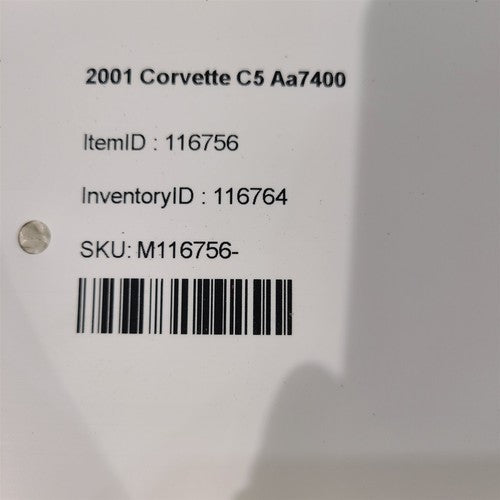 2001 Corvette C5 Aa7400
ItemID : 116756
InventoryID : 116764
SKU: M116756-